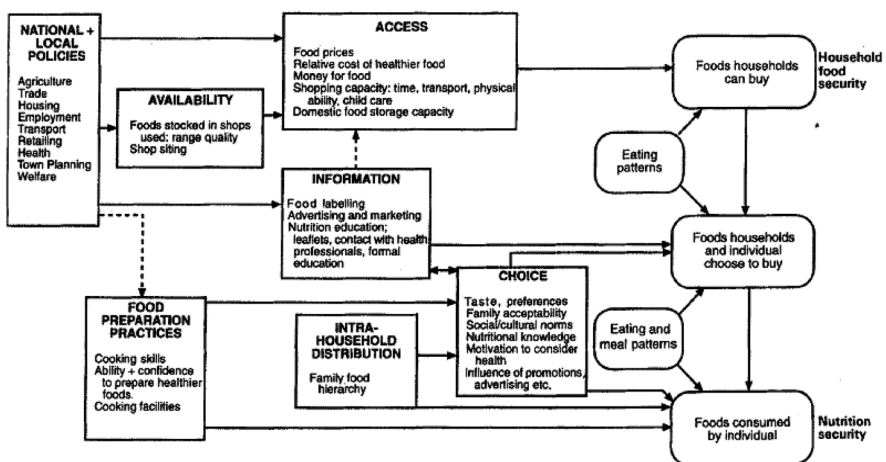 NATIONAL +
LOCAL
POLICIES
Agriculture
Trade
Housing
Employment
Transport
Retailing
Health
Town Planning
Welfare
AVAILABILITY
Foods stocked in shops
used: range quality
Shop siting
ACCESS
Food prices
Relative cost of healthier food
Money for food
Shopping capacity: time, transport, physical
ability, child care
Domestic food storage capacity
Foods households
can buy
Household
food
security
Eating
patterns
INFORMATION
Food labelling
Advertising and marketing
Nutrition education;
leaflets, contact with health
professionals, formal
education
Foods households
and individual
choose to buy
CHOICE
Taste, preferences
Family acceptability
Social/cultural norms
Nutritional knowledge
Motivation to consider
health
Influence of promotions,
advertising etc.
FOOD
PREPARATION
PRACTICES
Cooking skills
Ability + confidence
to prepare healthier
foods.
Cooking facilities
INTRA-
HOUSEHOLD
DISTRIBUTION
Family food
hierarchy
Eating and
meal patterns
Foods consumed
by individual
Nutrition
security